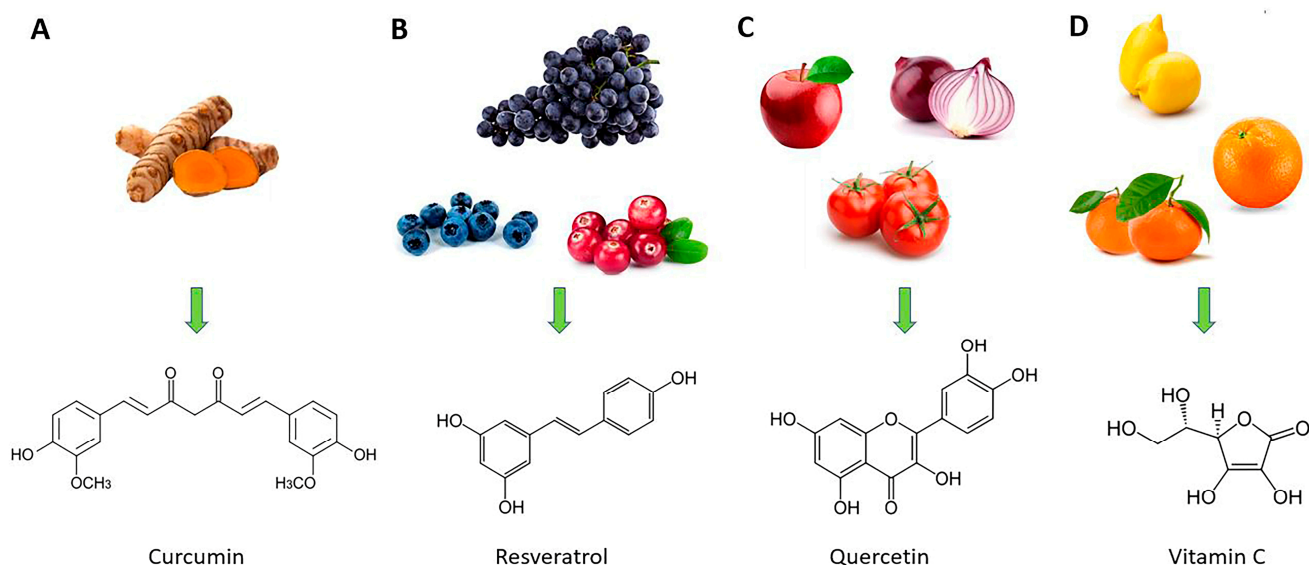 A
B
C
D
O O
HO
OCH3
H3CO
OH
Curcumin
OH
HO
OH
Resveratrol
OH
OH
HO
O
OH
OH
O
Quercetin
HO
H
O
O
HO
HO
OH
Vitamin C